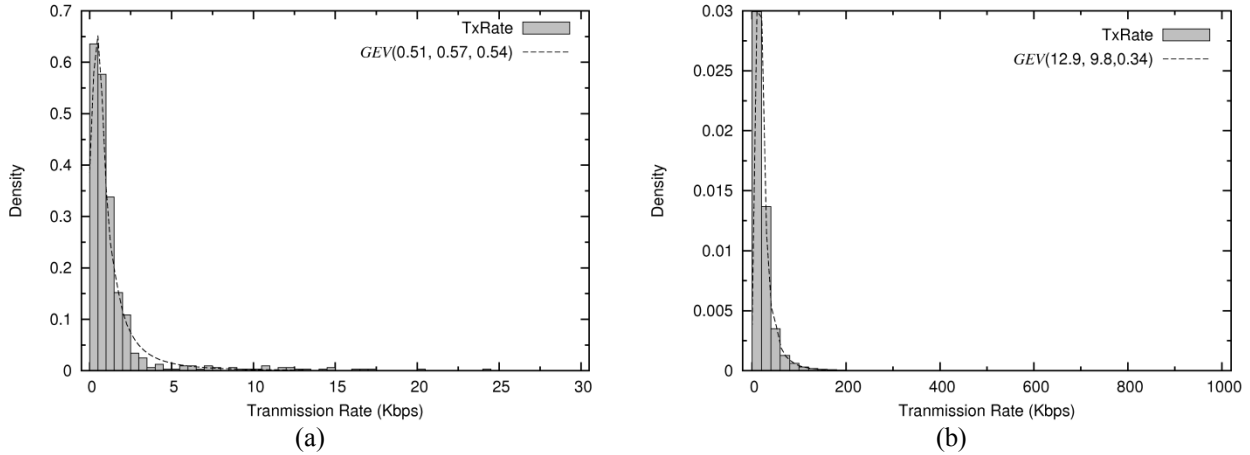 0.7
0.6
0.5
0.4
0.3
0.2
0.1
0
Density
TxRate
GEV(0.51, 0.57, 0.54)
0 5 10 15 20 25 30
Tranmission Rate (Kbps)
(a)
0.03
0.025
0.02
0.015
0.01
0.005
0
Density
TxRate
GEV(12.9, 9.8,0.34)
0 200 400 600 800 1000
Tranmission Rate (Kbps)
(b)